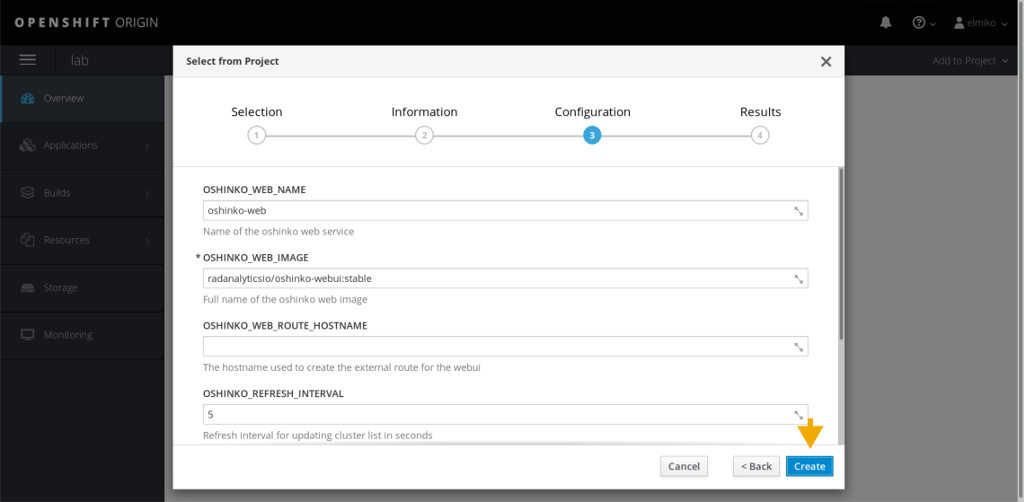 OPENSHIFT ORIGIN
elmiko
lab
Add to Project
Select from Project
Overview
Applications
Builds
Resources
Storage
Monitoring
Selection Information Configuration Results
1 2 3 4
OSHINKO_WEB_NAME
oshinko-web
Name of the oshinko web service
* OSHINKO_WEB_IMAGE
radanalyticsio/oshinko-webui:stable
Full name of the oshinko web image
OSHINKO_WEB_ROUTE_HOSTNAME
The hostname used to create the external route for the webui
OSHINKO_REFRESH_INTERVAL
5
Refresh interval for updating cluster list in seconds
Cancel < Back Create